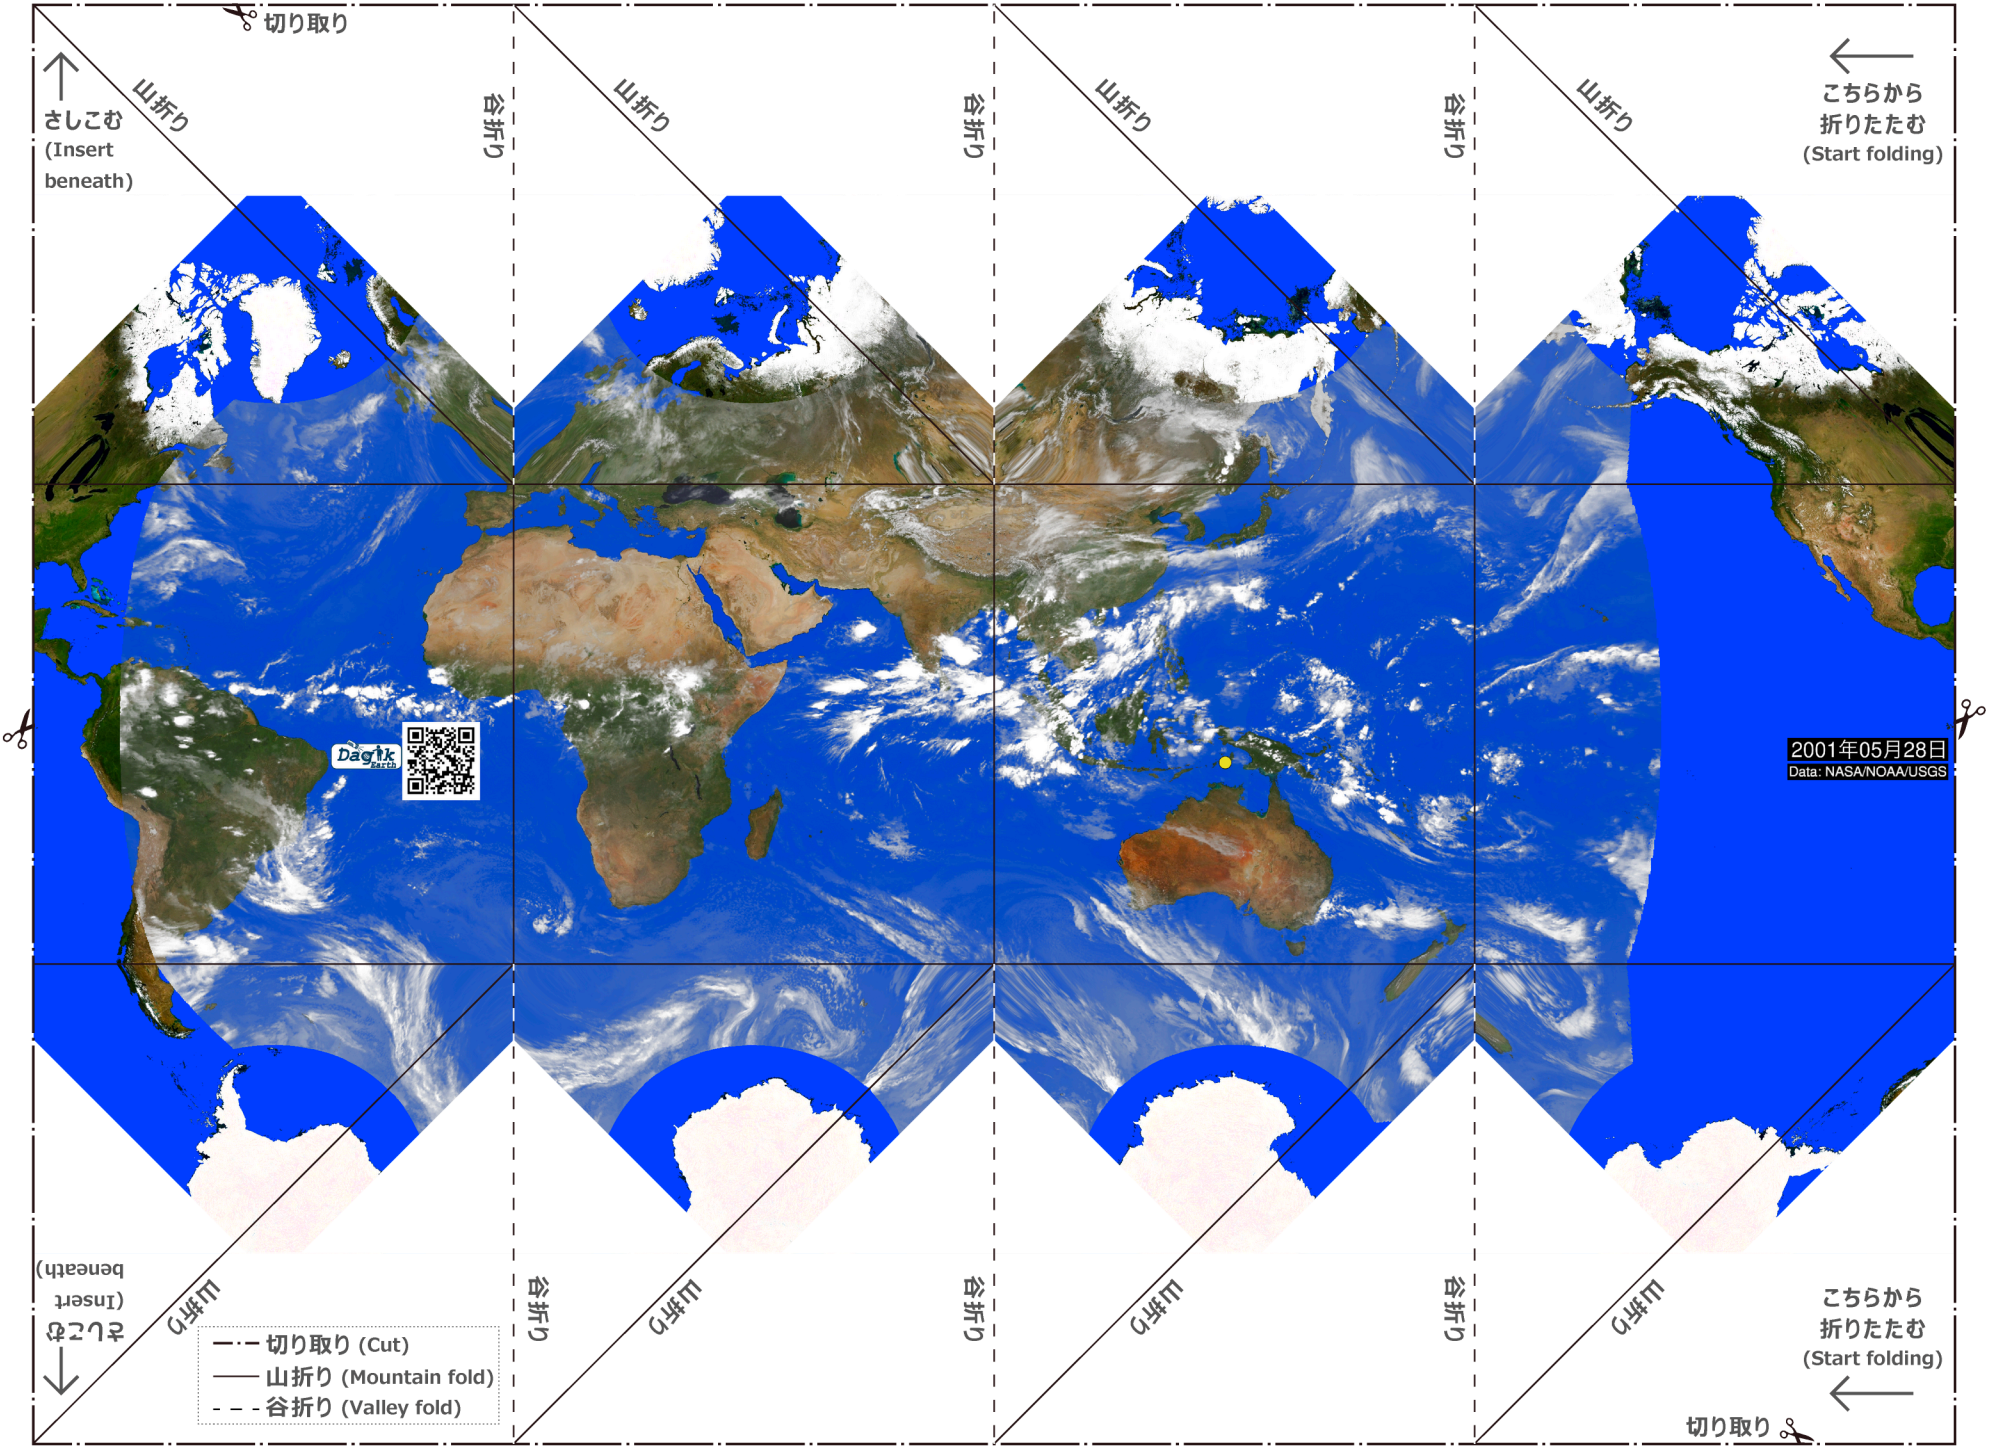 切り取り
さしこむ
(Insert
beneath)
山折り
谷折り
山折り
谷折り
山折り
谷折り
山折り
こちらから
折りたたむ
(Start folding)
Dagik
Earth
2001年05月28日
Data: NASA/NOAA/USGS
さしこむ
(Insert
beneath)
山折り
谷折り
山折り
谷折り
山折り
谷折り
山折り
こちらから
折りたたむ
(Start folding)
切り取り (Cut)
山折り (Mountain fold)
谷折り (Valley fold)
切り取り